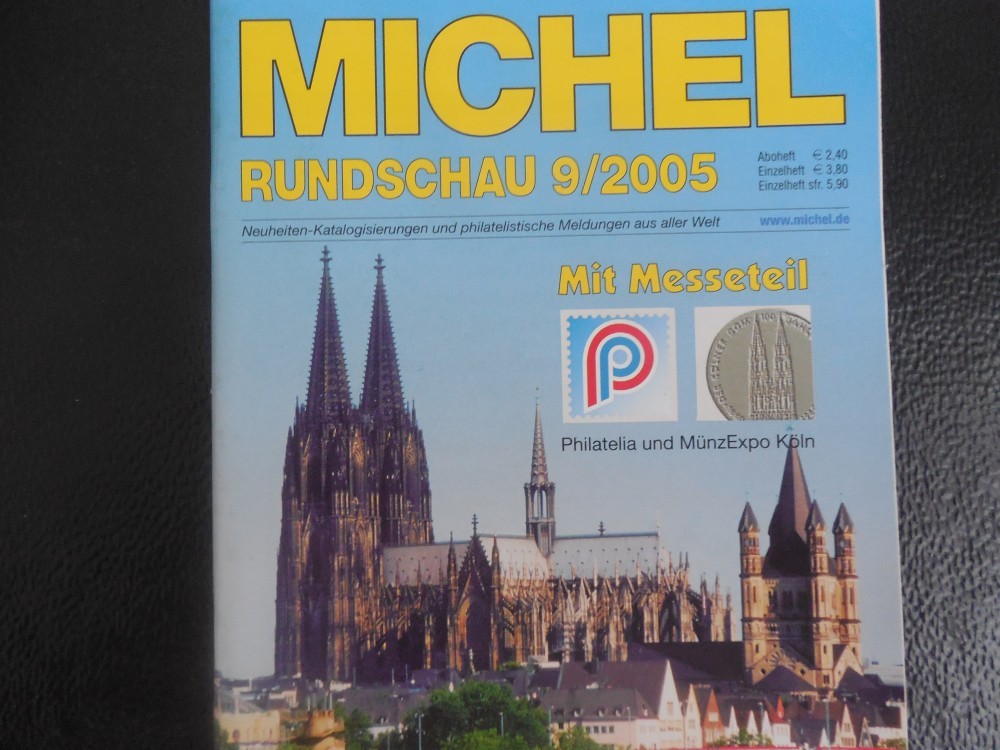 MICHEL
RUNDSCHAU 9/2005
Aboheft € 2,40
Einzelheft € 3,80
Einzelheft sfr. 5,90
Neuheiten-Katalogisierungen und philatelistische Meldungen aus aller Welt
www.michel.de
Mit Messeteil
Philatelia und MünzExpo Köln